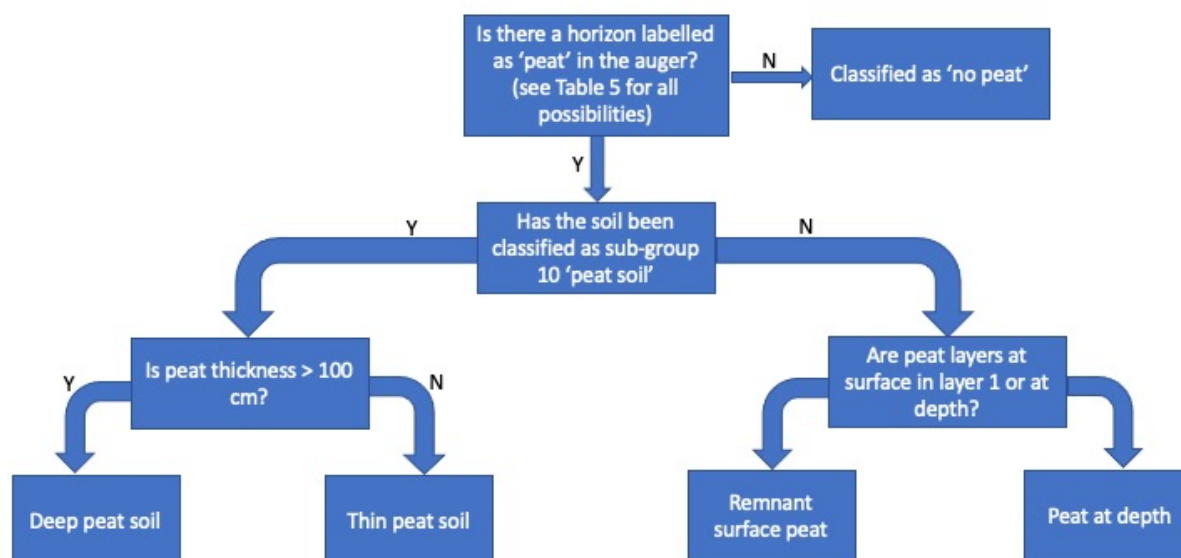 Is there a horizon labelled
as ‘peat’ in the auger?
(see Table 5 for all
possibilities)
N
Classified as ‘no peat’
Y
Has the soil been
classified as sub-group
10 ‘peat soil’
Y
N
Is peat thickness > 100
cm?
Y
N
Are peat layers at
surface in layer 1 or at
depth?
Deep peat soil
Thin peat soil
Remnant
surface peat
Peat at depth